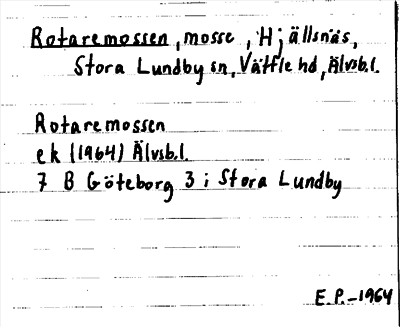 Rotaremossen, mosse, Hjällsnäs,
Stora Lundby sn, Vättle hd, Älvsb.l.
Rotaremossen
ek (1964) Älvsb.l.
7 B Göteborg 3 i Stora Lundby
E.P.-1964